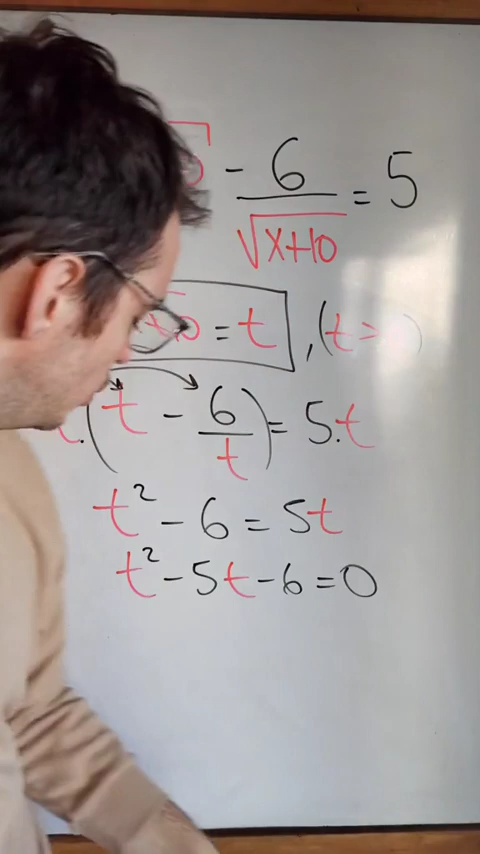 - 6/√x+10 = 5
= t , (t >
t.(t - 6/t) = 5.t
t² - 6 = 5t
t² - 5t - 6 = 0